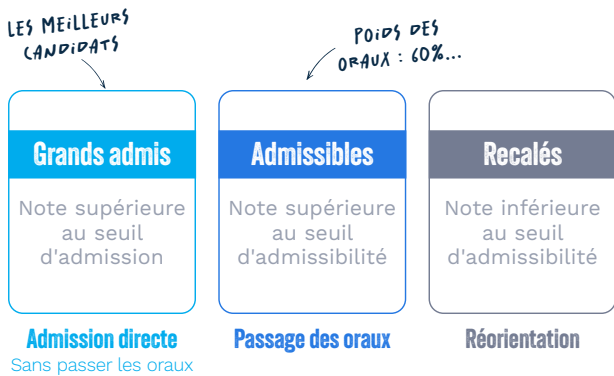 LES MEILLEURS
CANDIDATS
POIDS DES
ORAUX : 60%...
Grands admis
Note supérieure
au seuil
d'admission
Admission directe
Sans passer les oraux
Admissibles
Note supérieure
au seuil
d'admissibilité
Passage des oraux
Recalés
Note inférieure
au seuil
d'admissibilité
Réorientation